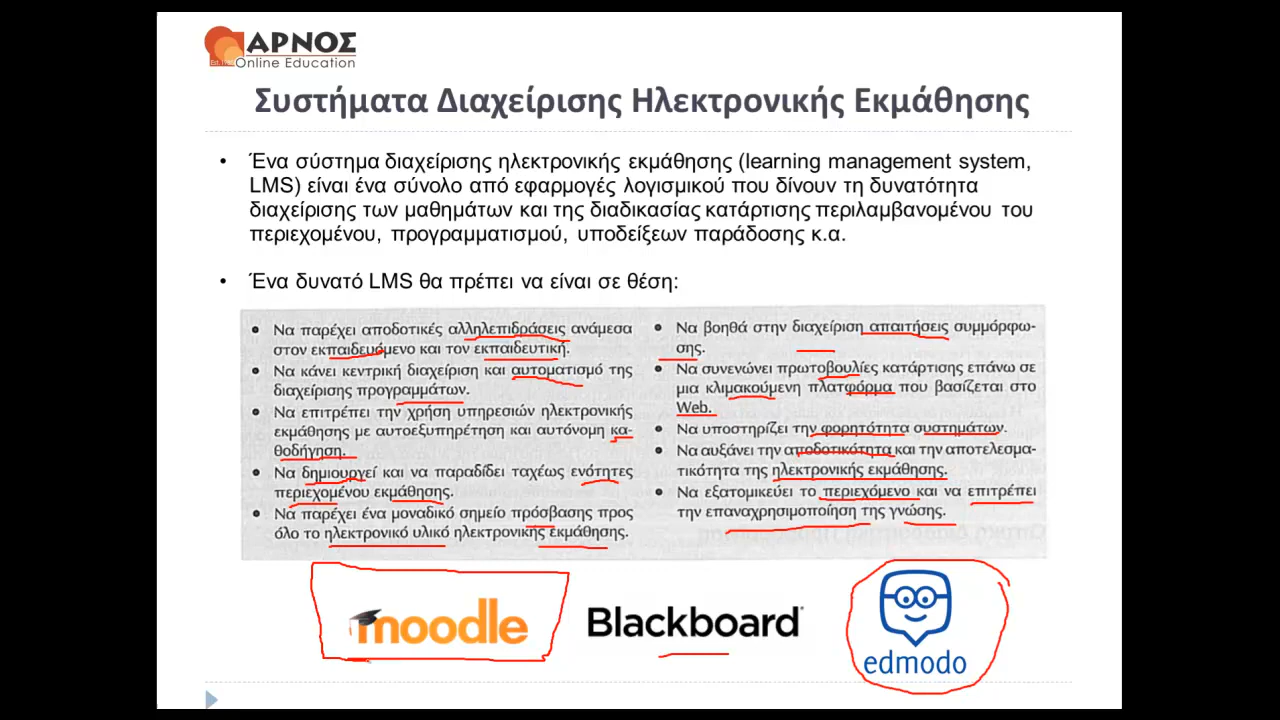 ΑΡΝΟΣ
Online Education
Συστήματα Διαχείρισης Ηλεκτρονικής Εκμάθησης
• Ένα σύστημα διαχείρισης ηλεκτρονικής εκμάθησης (learning management system,
LMS) είναι ένα σύνολο από εφαρμογές λογισμικού που δίνουν τη δυνατότητα
διαχείρισης των μαθημάτων και της διαδικασίας κατάρτισης περιλαμβανομένου του
περιεχομένου, προγραμματισμού, υποδείξεων παράδοσης κ.α.
• Ένα δυνατό LMS θα πρέπει να είναι σε θέση:
• Να παρέχει αποδοτικές αλληλεπιδράσεις ανάμεσα
στον εκπαιδευόμενο και τον εκπαιδευτική.
• Να κάνει κεντρική διαχείριση και αυτοματισμό της
διαχείρισης προγραμμάτων.
• Να επιτρέπει την χρήση υπηρεσιών ηλεκτρονικής
εκμάθησης με αυτοεξυπηρέτηση και αυτόνομη κα-
θοδήγηση.
• Να δημιουργεί και να παραδίδει ταχέως ενότητες
περιεχομένου εκμάθησης.
• Να παρέχει ένα μοναδικό σημείο πρόσβασης προς
όλο το ηλεκτρονικό υλικό ηλεκτρονικής εκμάθησης.
• Να βοηθά στην διαχείριση απαιτήσεις συμμόρφω-
σης.
• Να συνενώνει πρωτοβουλίες κατάρτισης επάνω σε
μια κλιμακούμενη πλατφόρμα που βασίζεται στο
Web.
• Να υποστηρίζει την φορητότητα συστημάτων.
• Να αυξάνει την αποδοτικότητα και την αποτελεσμα-
τικότητα της ηλεκτρονικής εκμάθησης.
• Να εξατομικεύει το περιεχόμενο και να επιτρέπει
την επαναχρησιμοποίηση της γνώσης.
moodle
Blackboard
edmodo